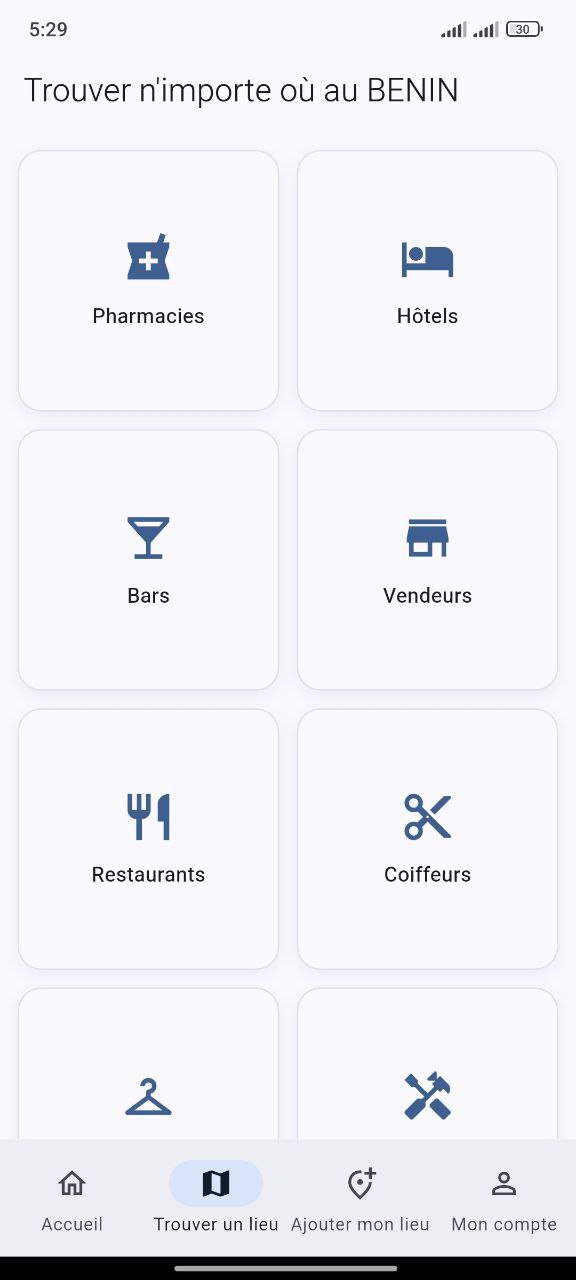 5:29
30
Trouver n'importe où au BENIN
Pharmacies
Hôtels
Bars
Vendeurs
Restaurants
Coiffeurs
Accueil
Trouver un lieu
Ajouter mon lieu
Mon compte